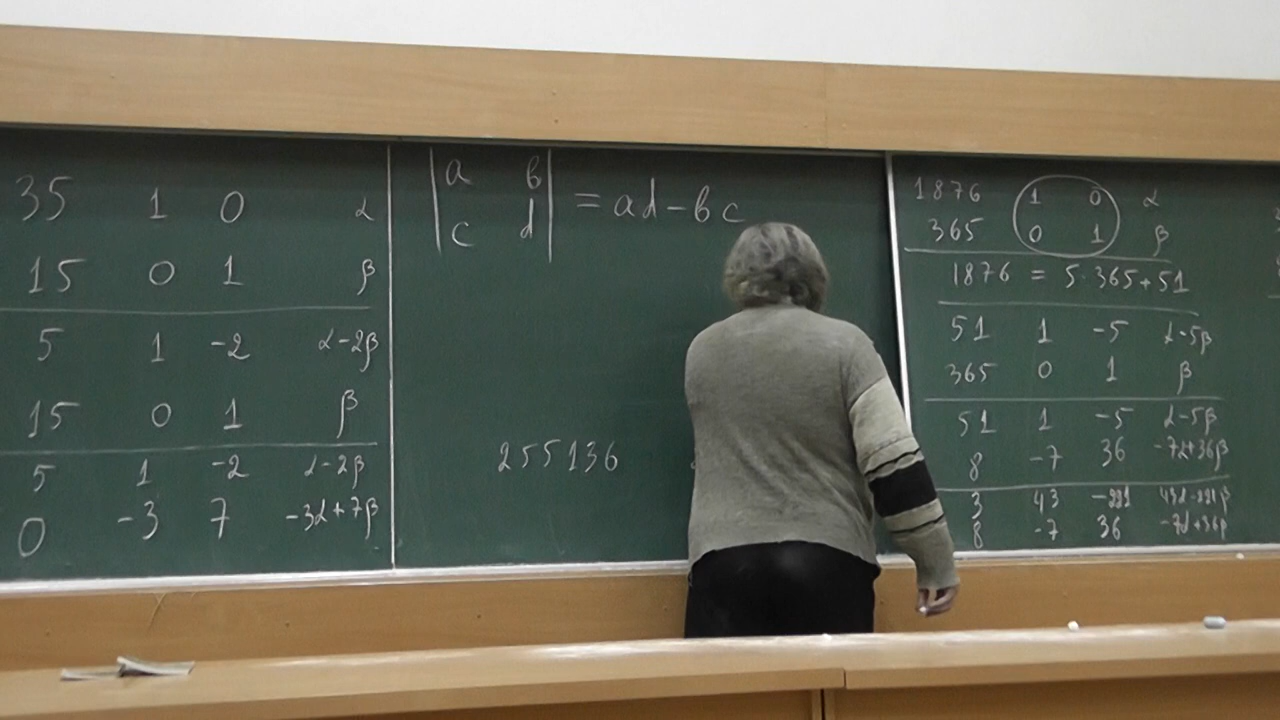 35 1 0 α
15 0 1 β
5 1 -2 α-2β
15 0 1 β
5 1 -2 α-2β
0 -3 7 -3α+7β
|a b|
|c d| = ad-bc
255136
1876 1 0 α
365 0 1 β
1876 = 5·365+51
51 1 -5 α-5β
365 0 1 β
51 1 -5 α-5β
8 -7 36 -7α+36β
3 43 -221 43α-221β
8 -7 36 -7α+36β